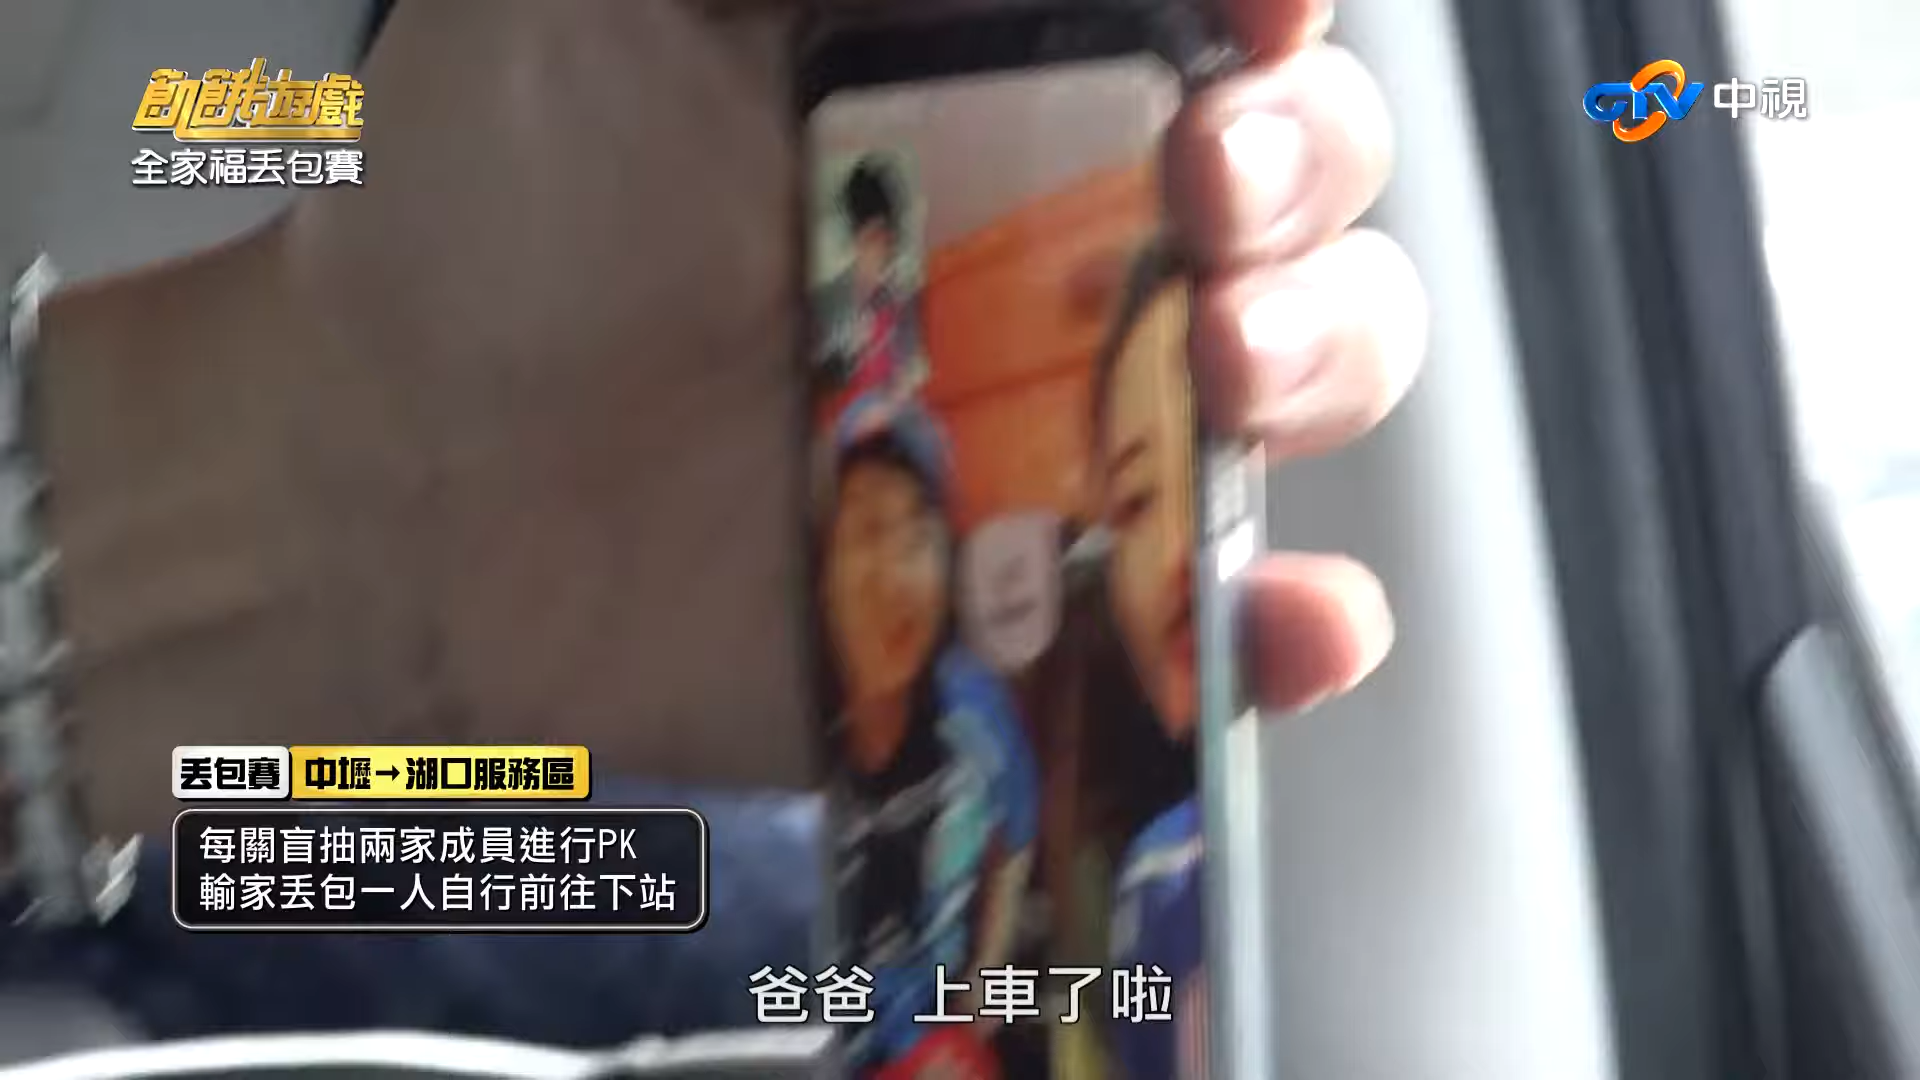 飢餓遊戲
全家福丟包賽
CTV 中視
丟包賽 中壢→湖口服務區
每關盲抽兩家成員進行PK
輸家丟包一人自行前往下站
爸爸 上車了啦